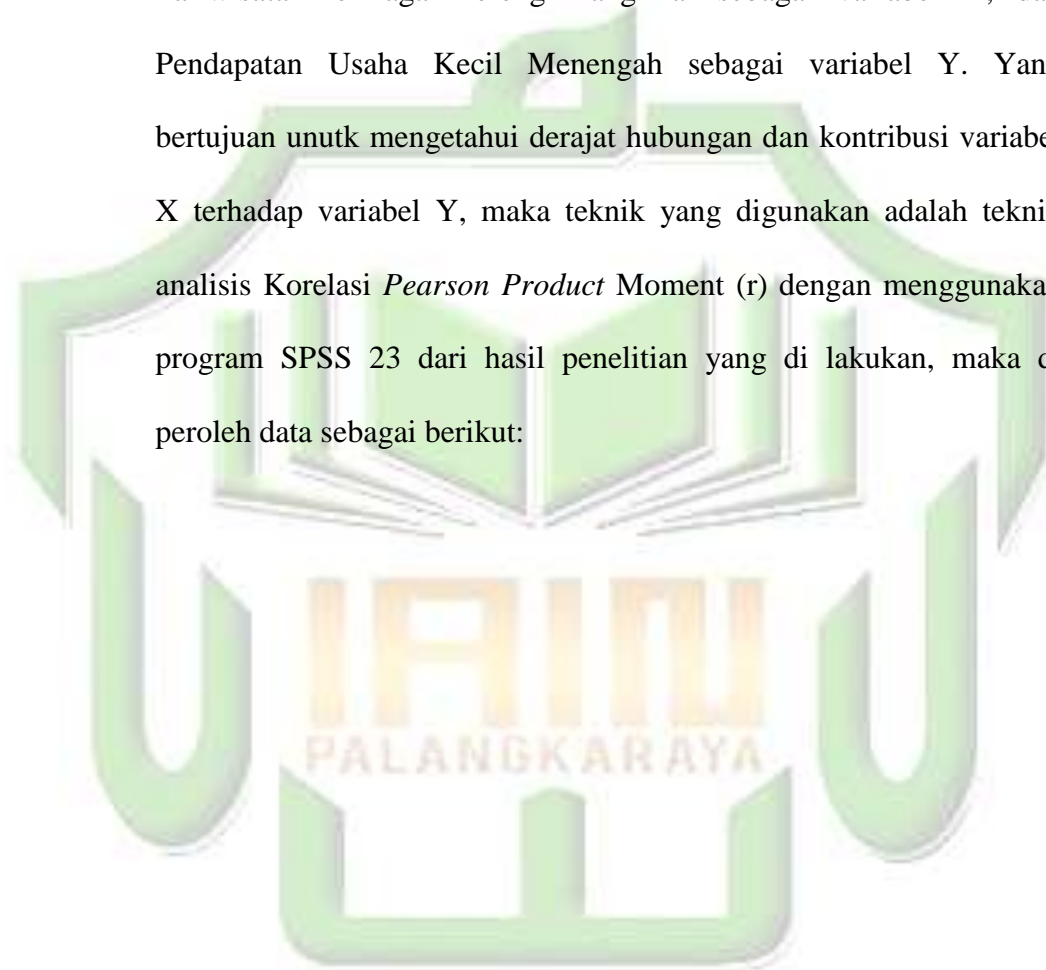 sebagai
Pendapatan Usaha Kecil Menengah sebagai variabel Y. Yan
bertujuan unutk mengetahui derajat hubungan dan kontribusi variabe
X terhadap variabel Y, maka teknik yang digunakan adalah tekni
analisis Korelasi Pearson Product Moment (r) dengan menggunaka
program SPSS 23 dari hasil penelitian yang di lakukan, maka d
peroleh data sebagai berikut:
IAIN
PALANGKARAYA